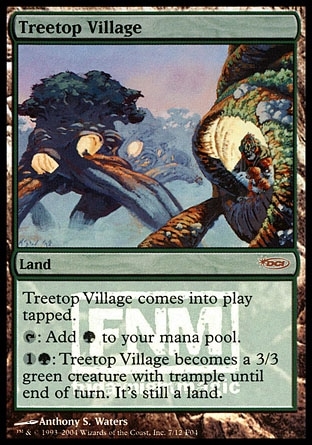 Treetop Village
Land
DCI
Treetop Village comes into play
tapped.
: Add to your mana pool.
1 : Treetop Village becomes a 3/3
green creature with trample until
end of turn. It's still a land.
FNM
Anthony S. Waters
™ & © 1993-2004 Wizards of the Coast, Inc. 7/12 F04